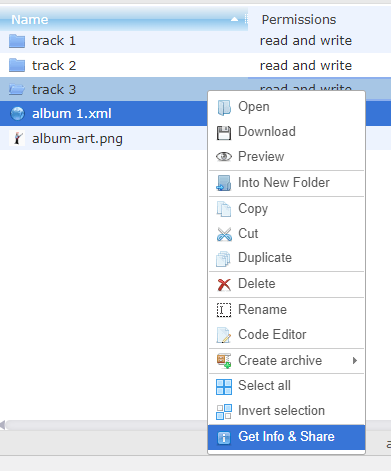 Name Permissions
track 1 read and write
track 2 read and write
track 3 read and write
album 1.xml
album-art.png
Open
Download
Preview
Into New Folder
Copy
Cut
Duplicate
Delete
Rename
Code Editor
Create archive
Select all
Invert selection
Get Info & Share
a